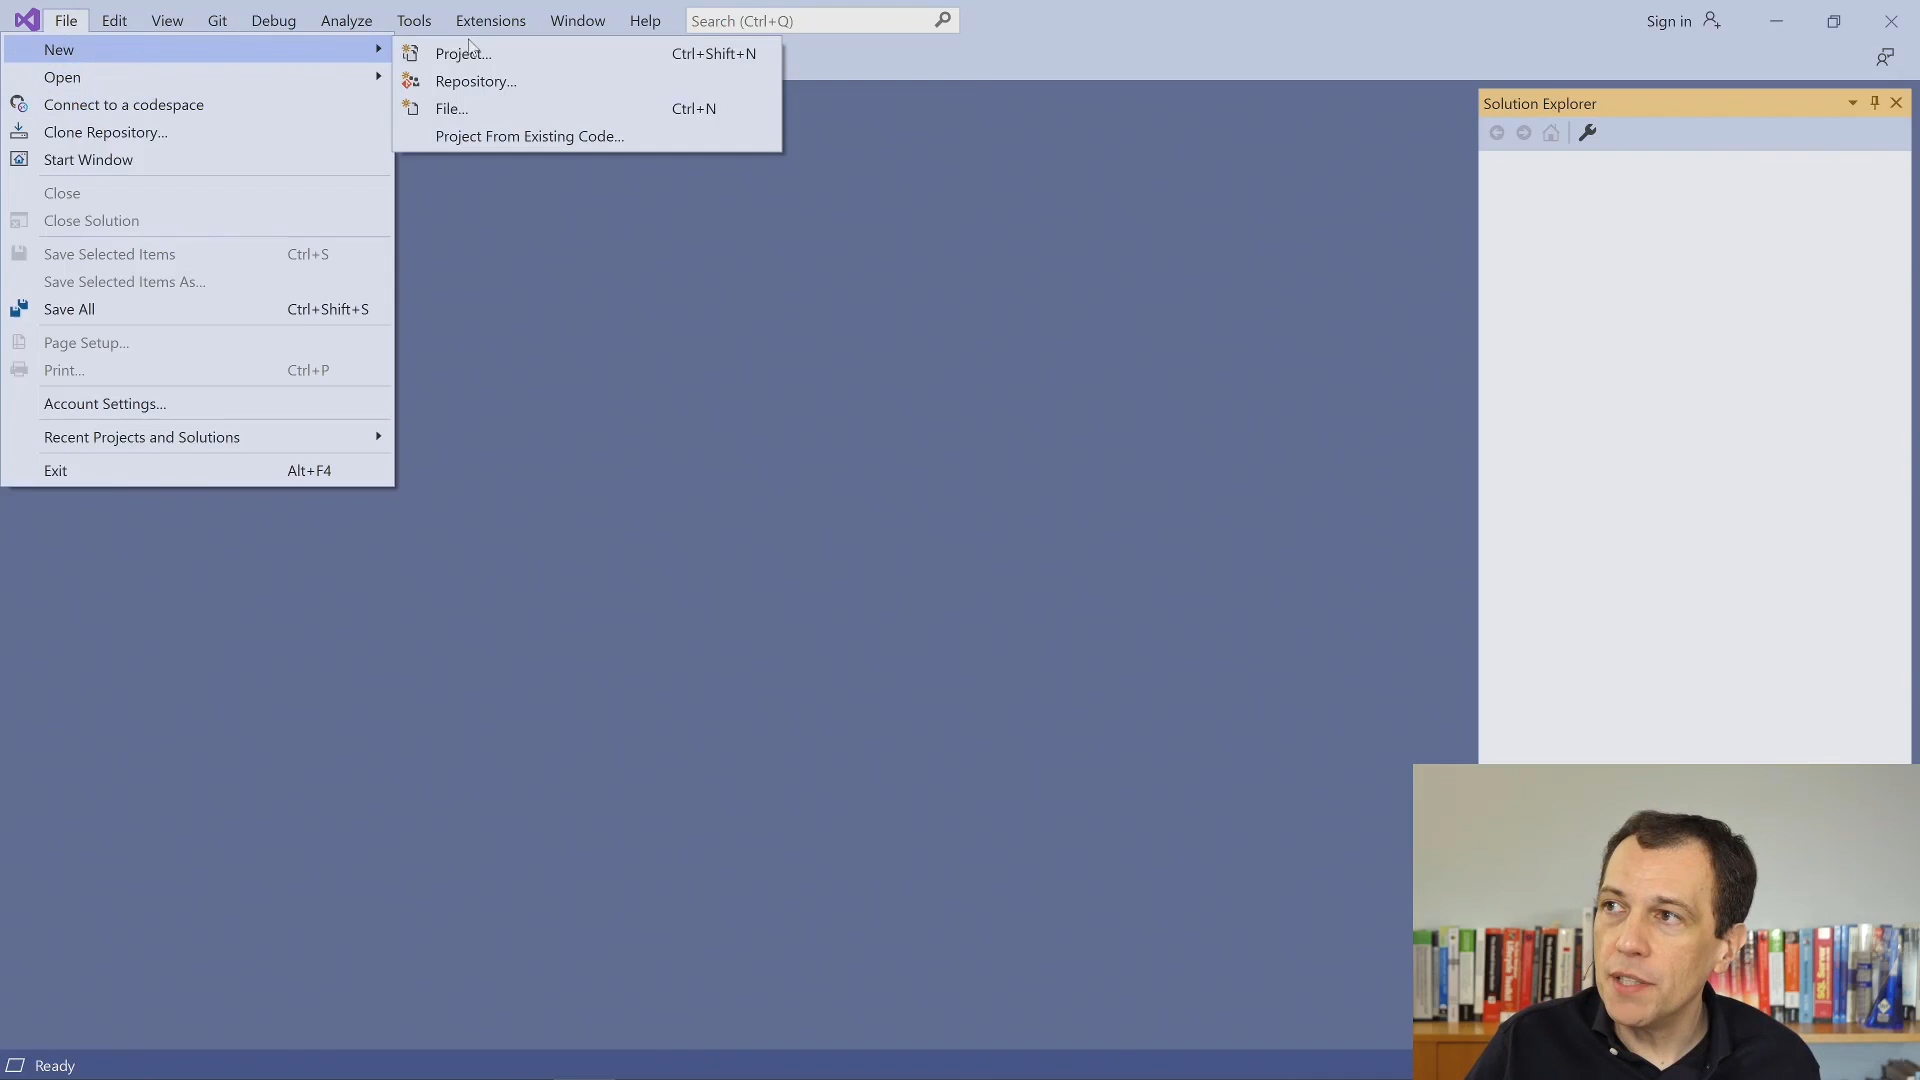 File Edit View Git Debug Analyze Tools Extensions Window Help Search (Ctrl+Q) Sign in
New
Open
Connect to a codespace
Clone Repository...
Start Window
Close
Close Solution
Save Selected Items Ctrl+S
Save Selected Items As...
Save All Ctrl+Shift+S
Page Setup...
Print... Ctrl+P
Account Settings...
Recent Projects and Solutions
Exit Alt+F4
Project... Ctrl+Shift+N
Repository...
File... Ctrl+N
Project From Existing Code...
Solution Explorer
Ready